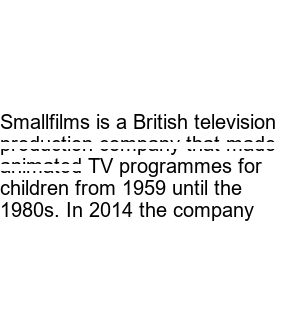 Smallfilms is a British television
production company that made
animated TV programmes for
children from 1959 until the
1980s. In 2014 the company